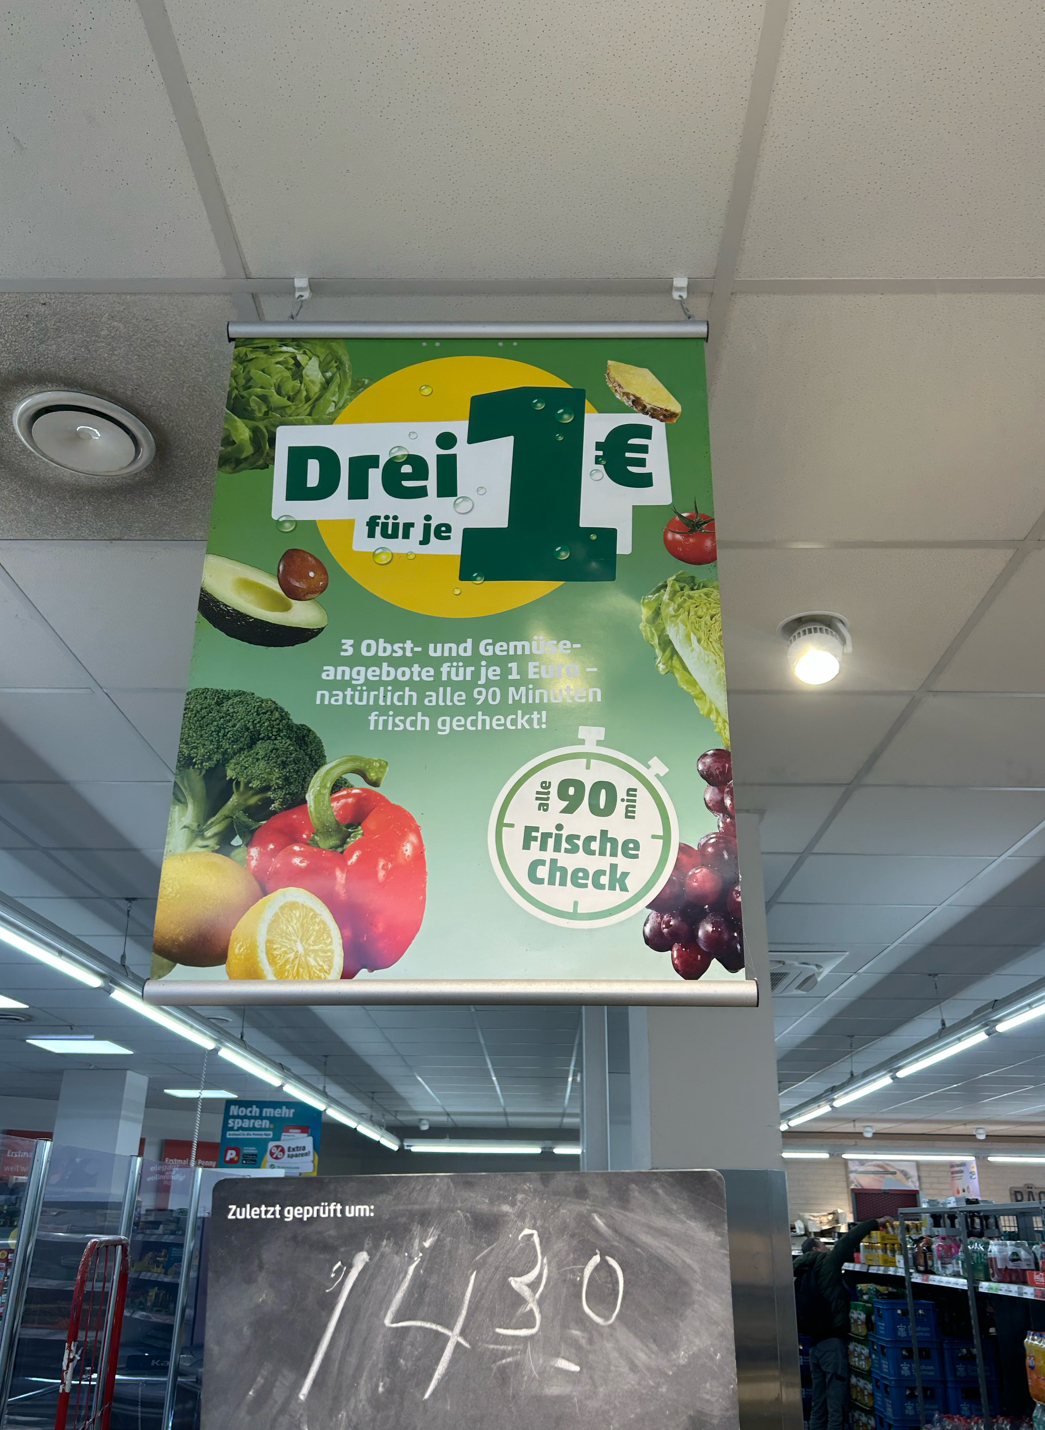 Drei 1€
für je
3 Obst- und Gemüse-
angebote für je 1 Euro –
natürlich alle 90 Minuten
frisch gecheckt!
alle 90 min
Frische
Check
Noch mehr
sparen.
Extra
sparen!
Zuletzt geprüft um:
14 30